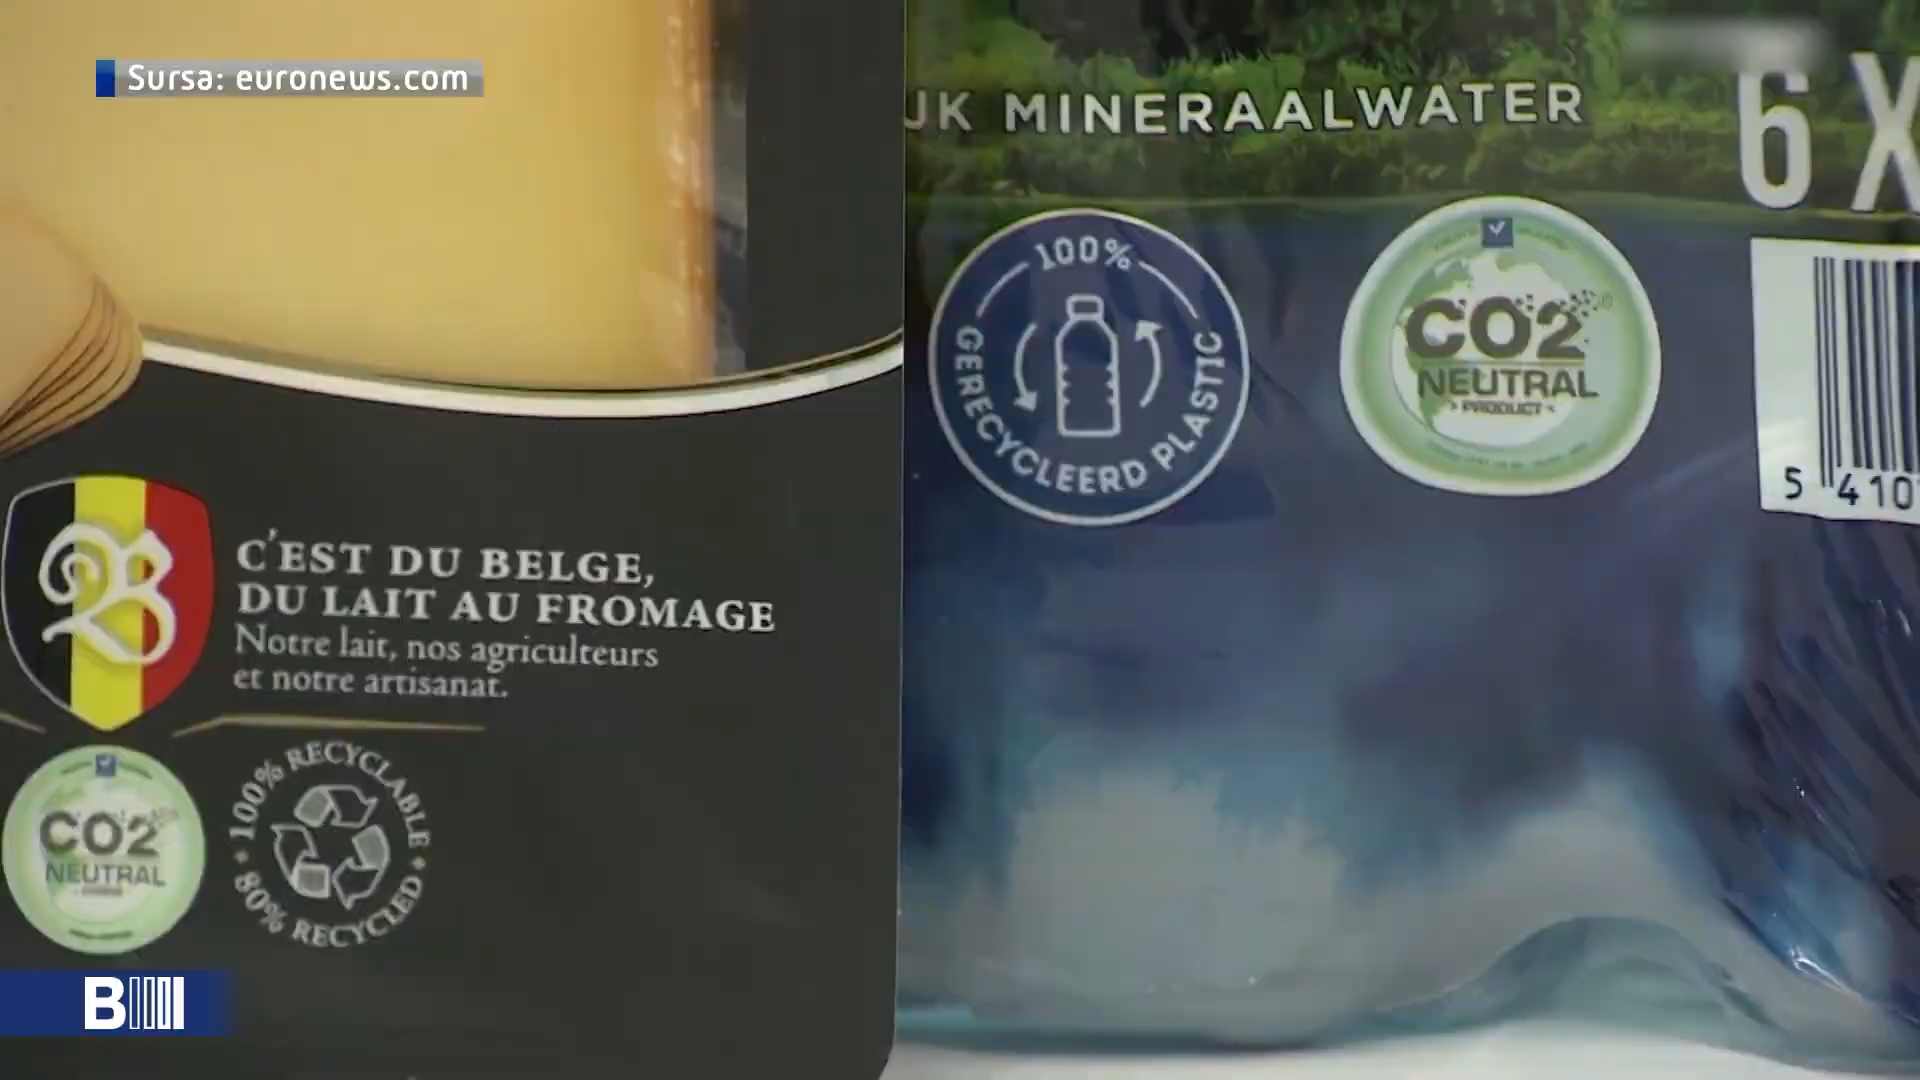 Sursa: euronews.com
JK MINERAALWATER
6 X
100%
GERECYCLEERD PLASTIC
CO2
NEUTRAL
PRODUCT
5 410
C'EST DU BELGE,
DU LAIT AU FROMAGE
Notre lait, nos agriculteurs
et notre artisanat.
CO2
NEUTRAL
100% RECYCLABLE
80% RECYCLED
B